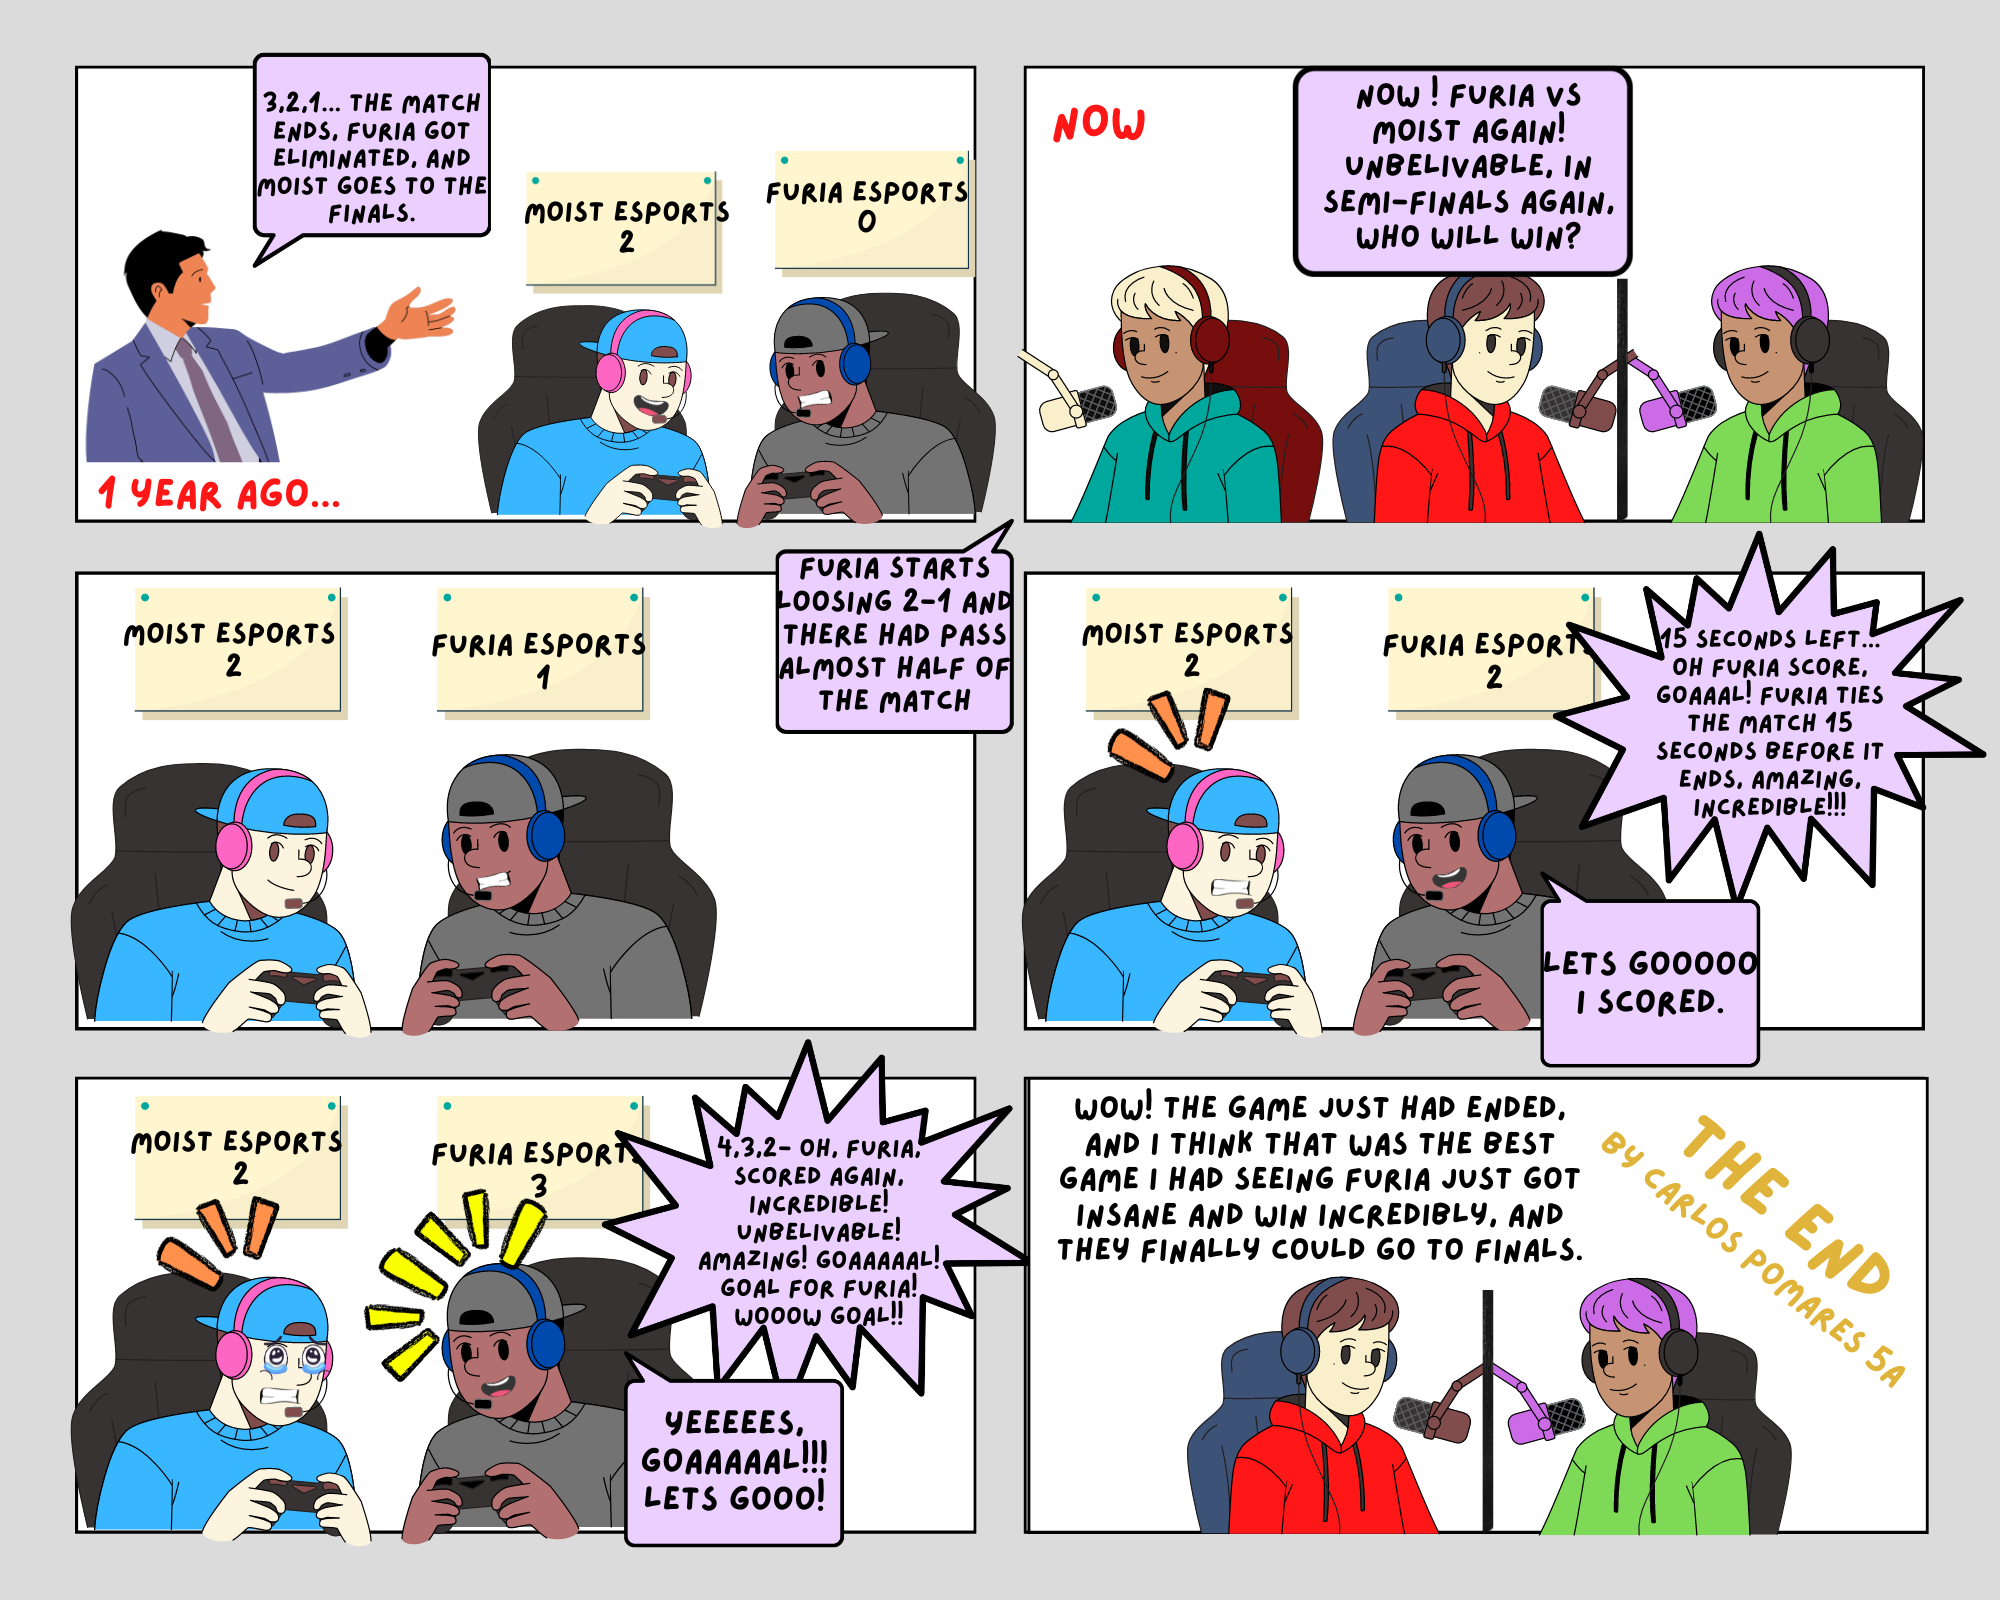 3,2,1... THE MATCH
ENDS, FURIA GOT
ELIMINATED, AND
MOIST GOES TO THE
FINALS.
MOIST ESPORTS
2
FURIA ESPORTS
0
1 YEAR AGO...
NOW
NOW ! FURIA VS
MOIST AGAIN!
UNBELIVABLE, IN
SEMI-FINALS AGAIN,
WHO WILL WIN?
MOIST ESPORTS
2
FURIA ESPORTS
1
FURIA STARTS
LOOSING 2-1 AND
THERE HAD PASS
ALMOST HALF OF
THE MATCH
MOIST ESPORTS
2
FURIA ESPORTS
2
15 SECONDS LEFT...
OH FURIA SCORE,
GOAAAL! FURIA TIES
THE MATCH 15
SECONDS BEFORE IT
ENDS, AMAZING,
INCREDIBLE!!!
LETS GOOOOO
I SCORED.
MOIST ESPORTS
2
FURIA ESPORTS
3
4,3,2- OH, FURIA,
SCORED AGAIN,
INCREDIBLE!
UNBELIVABLE!
AMAZING! GOAAAAAL!
GOAL FOR FURIA!
WOOOW GOAL!!
YEEEEES,
GOAAAAAL!!!
LETS GOOO!
WOW! THE GAME JUST HAD ENDED,
AND I THINK THAT WAS THE BEST
GAME I HAD SEEING FURIA JUST GOT
INSANE AND WIN INCREDIBLY, AND
THEY FINALLY COULD GO TO FINALS.
THE END
BY CARLOS POMARES 5A